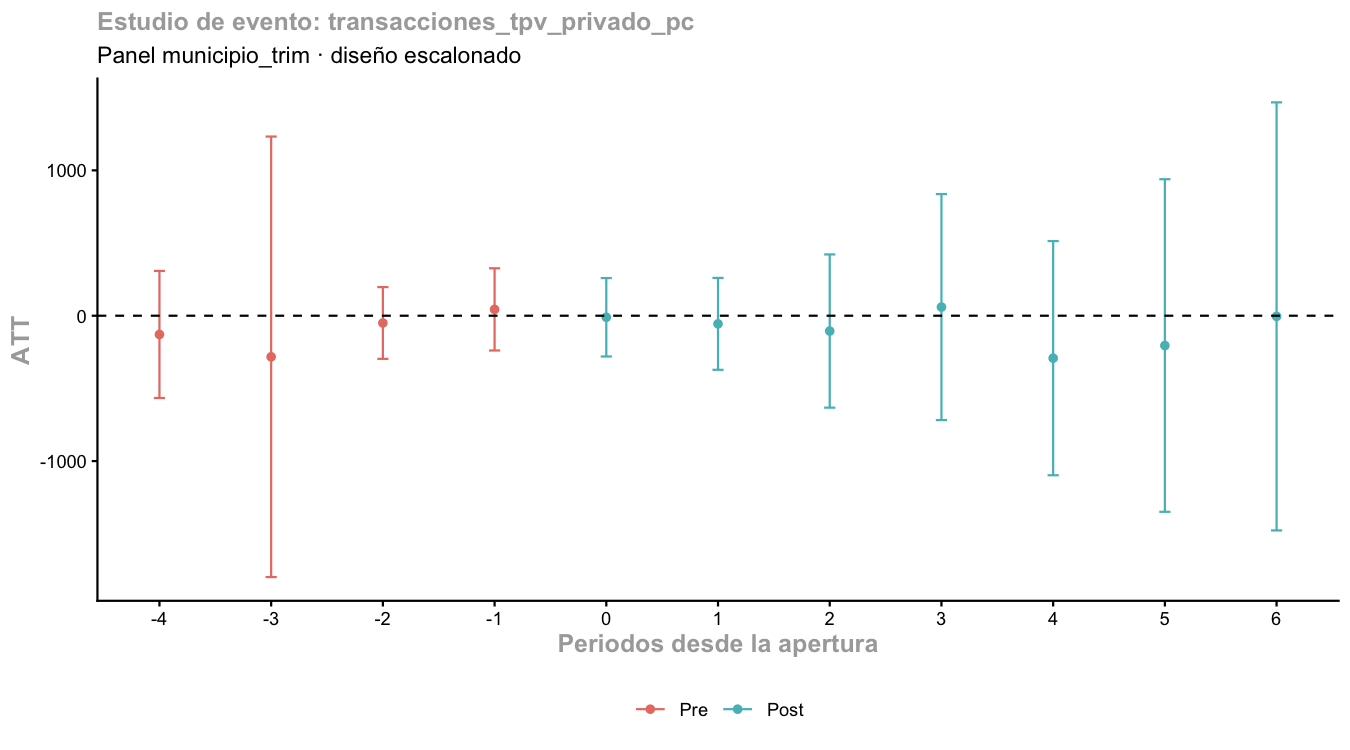 Estudio de evento: transacciones_tpv_privado_pc
Panel municipio_trim · diseño escalonado
ATT
1000
0
-1000
-4 -3 -2 -1 0 1 2 3 4 5 6
Periodos desde la apertura
Pre Post